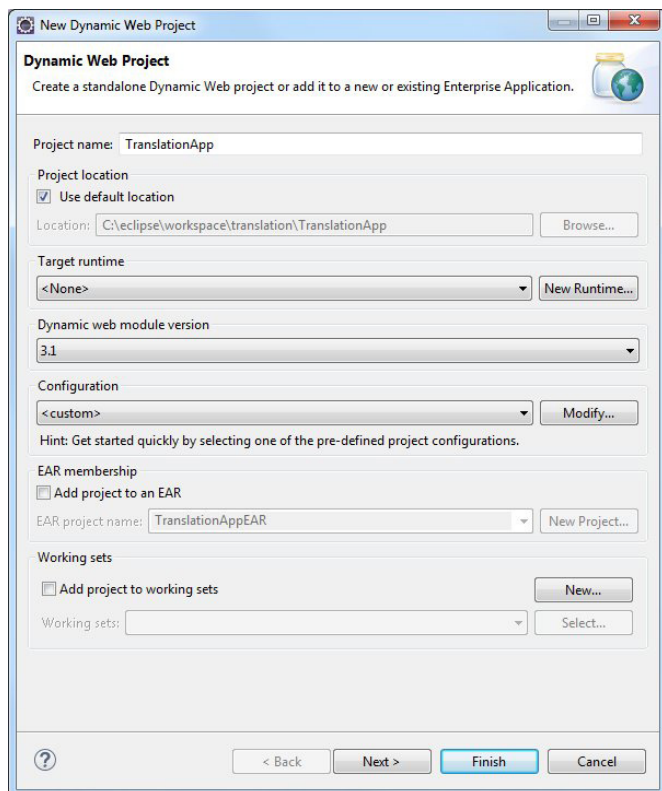 New Dynamic Web Project
Dynamic Web Project
Create a standalone Dynamic Web project or add it to a new or existing Enterprise Application.
Project name: TranslationApp
Project location
Use default location
Location: C:\eclipse\workspace\translation\TranslationApp Browse...
Target runtime
<None> New Runtime...
Dynamic web module version
3.1
Configuration
<custom> Modify...
Hint: Get started quickly by selecting one of the pre-defined project configurations.
EAR membership
Add project to an EAR
EAR project name: TranslationAppEAR New Project...
Working sets
Add project to working sets New...
Working sets: Select...
? < Back Next > Finish Cancel